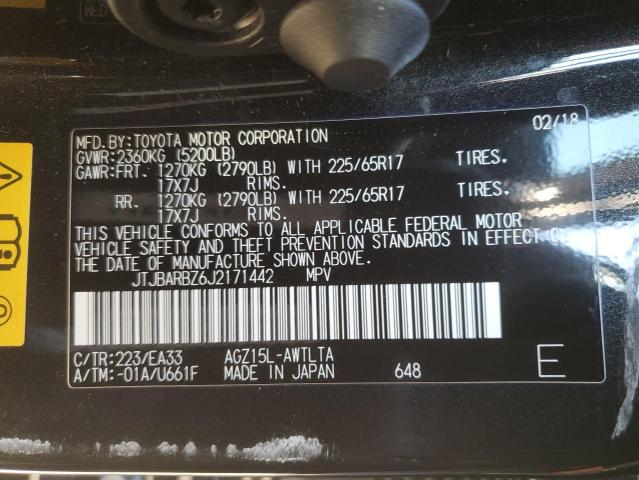 MFD.BY:TOYOTA MOTOR CORPORATION 02/18
GVWR:2360KG (5200LB)
GAWR:FRT. 1270KG (2790LB) WITH 225/65R17 TIRES.
17X7J RIMS.
RR. 1270KG (2790LB) WITH 225/65R17 TIRES.
17X7J RIMS.
THIS VEHICLE CONFORMS TO ALL APPLICABLE FEDERAL MOTOR
VEHICLE SAFETY AND THEFT PREVENTION STANDARDS IN EFFECT ON
THE DATE OF MANUFACTURE SHOWN ABOVE.
JTJBARBZ6J2171442 MPV
C/TR:223/EA33 AGZ15L-AWTLTA
A/TM:-01A/U661F MADE IN JAPAN 648 E